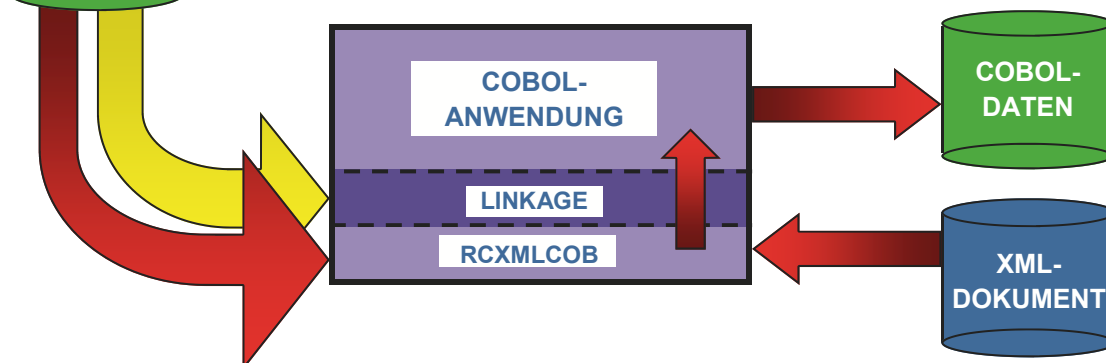 COBOL-
ANWENDUNG
LINKAGE
RCXMLCOB
COBOL-
DATEN
XML-
DOKUMENT